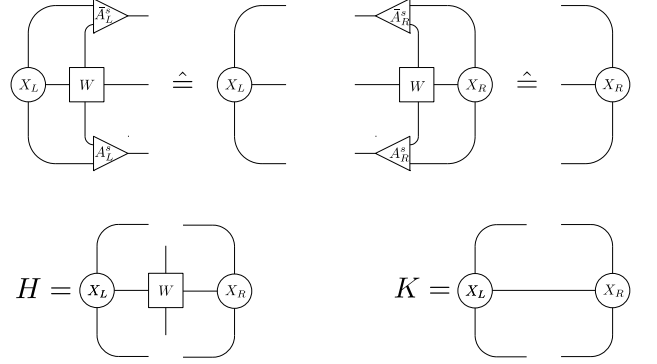 Ā^s_L Ā^s_R
X_L W ≙ X_L W X_R ≙ X_R
A^s_L A^s_R
H = X_L W X_R K = X_L X_R